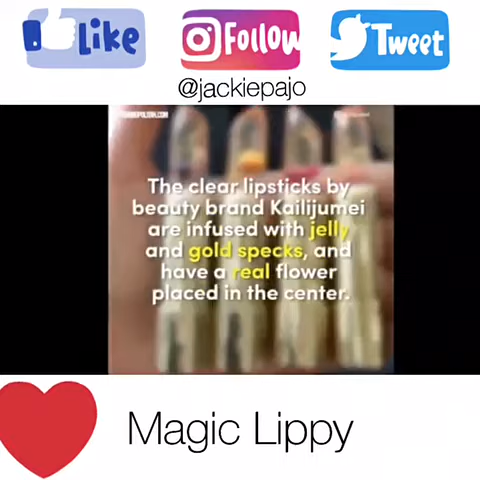 Like Follow Tweet
@jackiepajo
The clear lipsticks by
beauty brand Kailijumei
are infused with jelly
and gold specks, and
have a real flower
placed in the center.
Magic Lippy